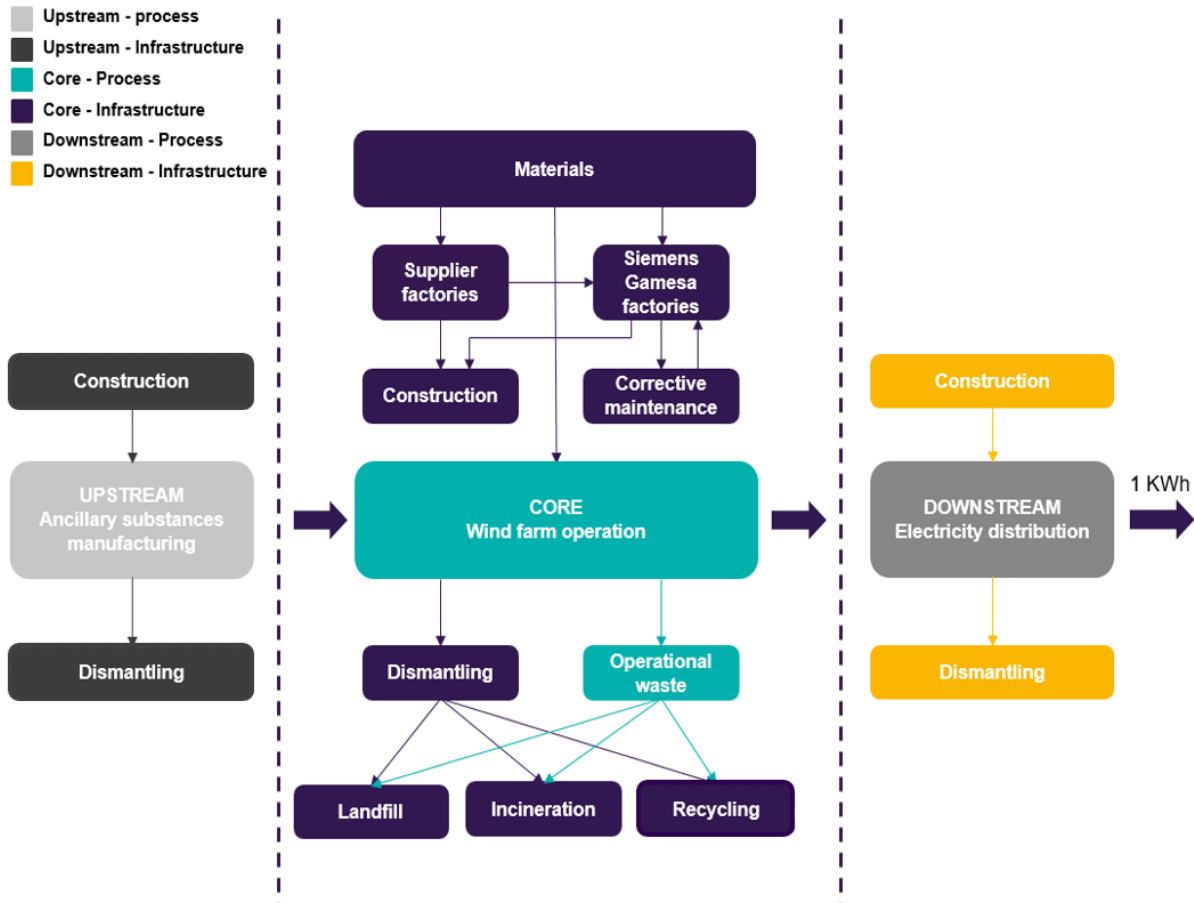 Upstream - process
Upstream - Infrastructure
Core - Process
Core - Infrastructure
Downstream - Process
Downstream - Infrastructure
Materials
Supplier
factories
Siemens
Gamesa
factories
Construction
Construction
Corrective
maintenance
Construction
UPSTREAM
Ancillary substances
manufacturing
CORE
Wind farm operation
DOWNSTREAM
Electricity distribution
1 KWh
Dismantling
Dismantling
Operational
waste
Dismantling
Landfill
Incineration
Recycling